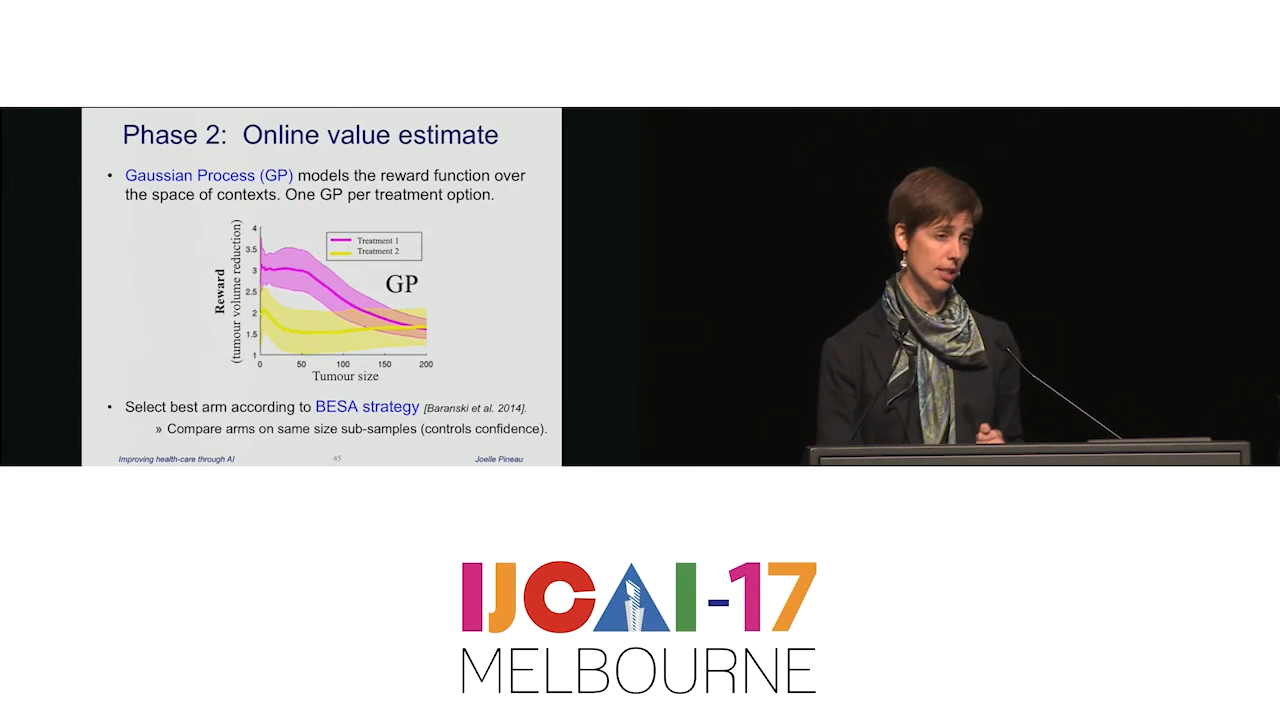 Phase 2: Online value estimate
• Gaussian Process (GP) models the reward function over
the space of contexts. One GP per treatment option.
Reward
(tumour volume reduction)
4
3.5
3
2.5
2
1.5
1
Treatment 1
Treatment 2
GP
0 50 100 150 200
Tumour size
• Select best arm according to BESA strategy [Baranski et al. 2014].
» Compare arms on same size sub-samples (controls confidence).
Improving health-care through AI 45 Joelle Pineau
IJCAI-17
MELBOURNE